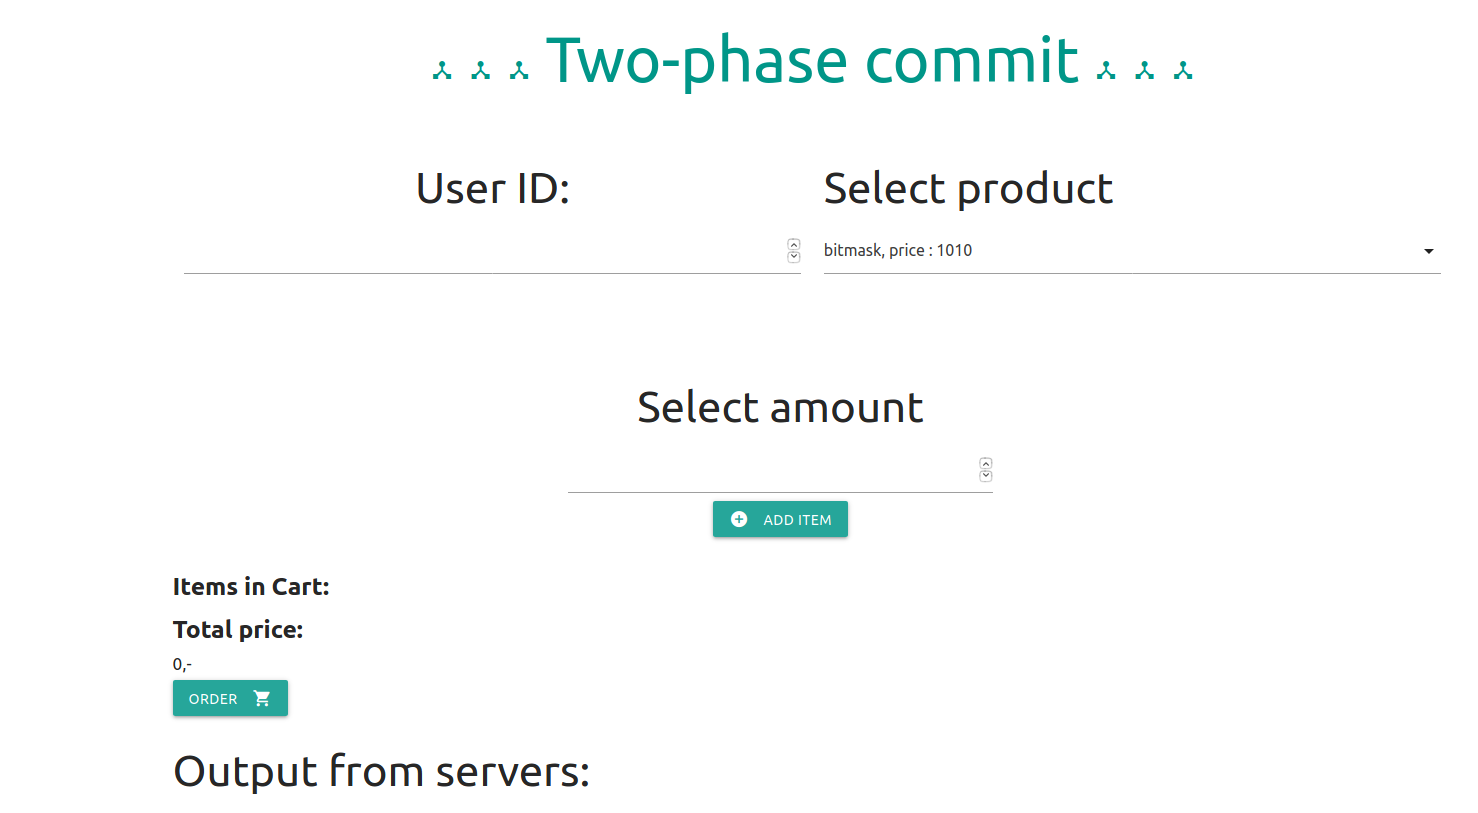 Two-phase commit
User ID:
Select product
bitmask, price : 1010
Select amount
ADD ITEM
Items in Cart:
Total price:
0,-
ORDER
Output from servers: